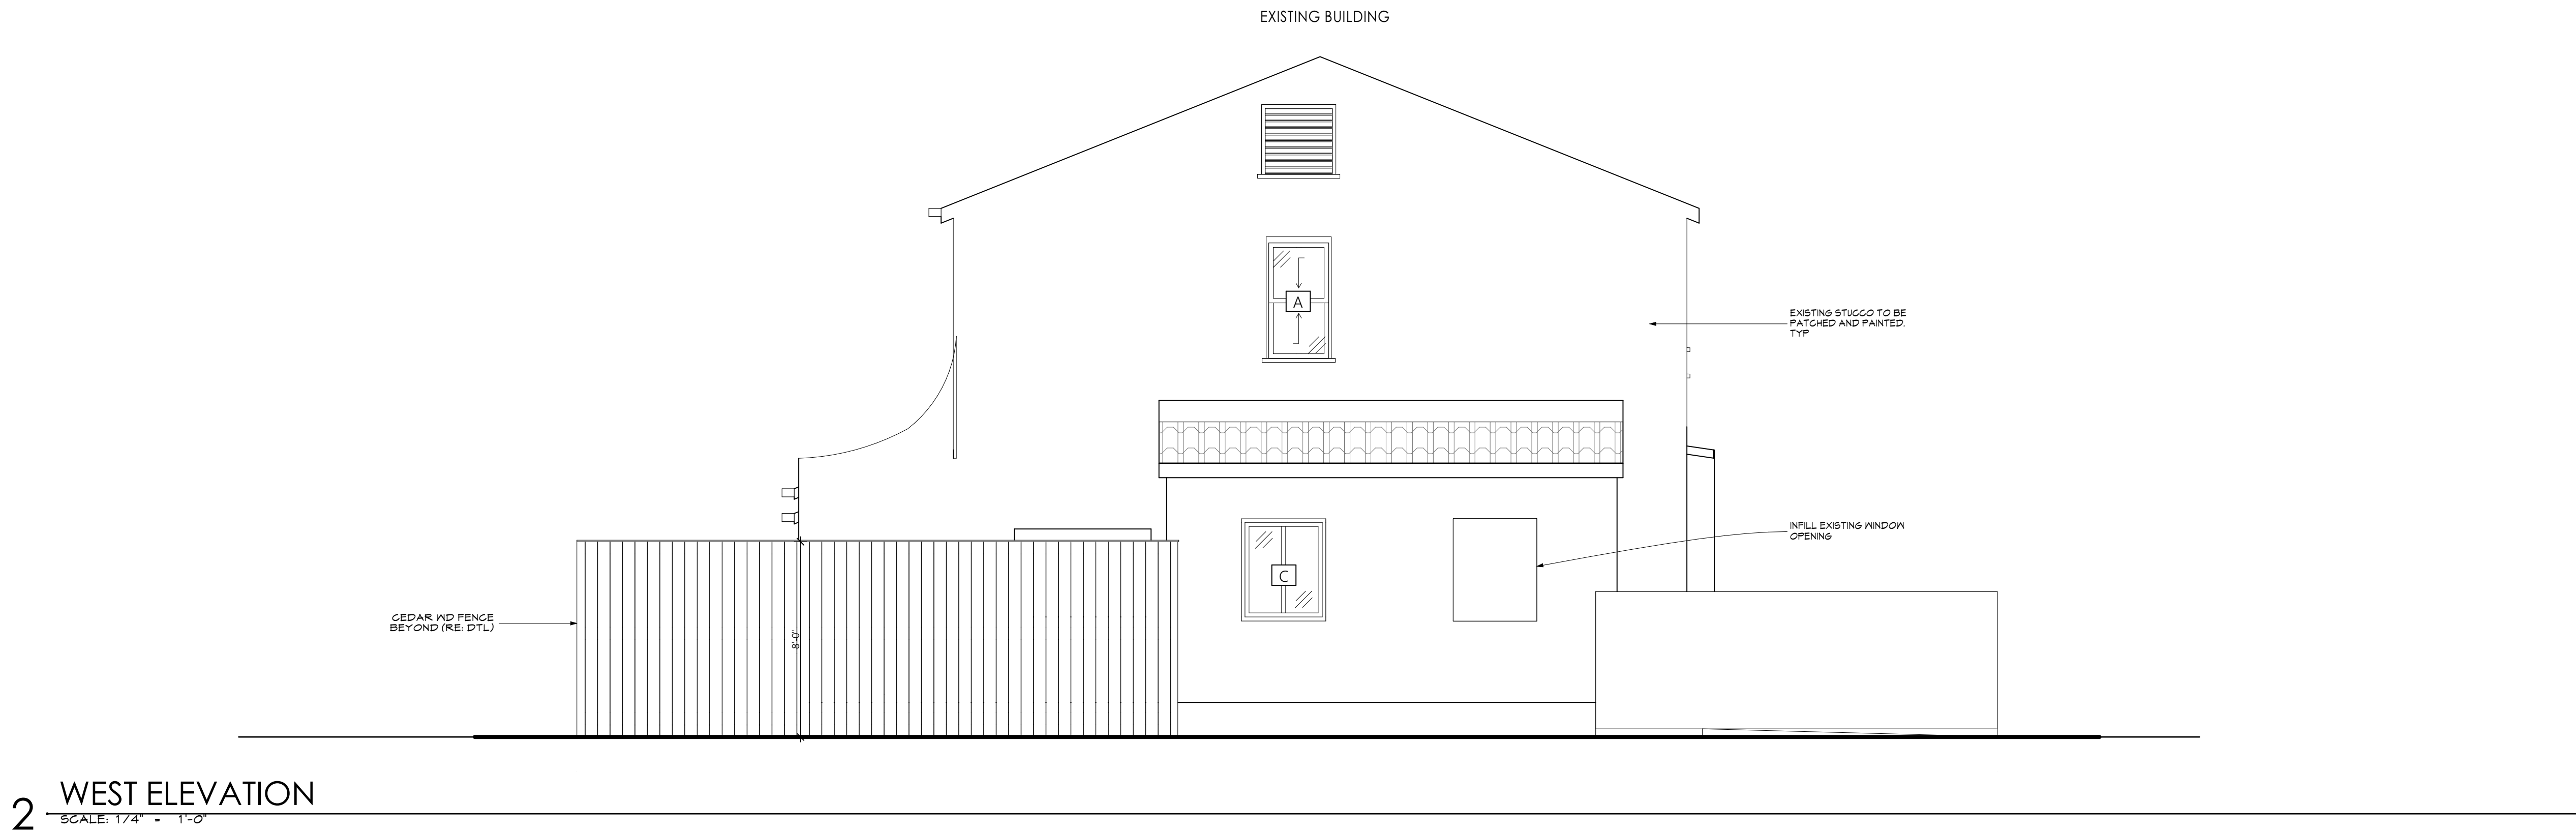 EXISTING BUILDING
A
EXISTING STUCCO TO BE
PATCHED AND PAINTED,
TYP
INFILL EXISTING WINDOW
OPENING
C
CEDAR WD FENCE
BEYOND (RE: DTL)
8'-0"
2
WEST ELEVATION
SCALE: 1/4" = 1'-0"